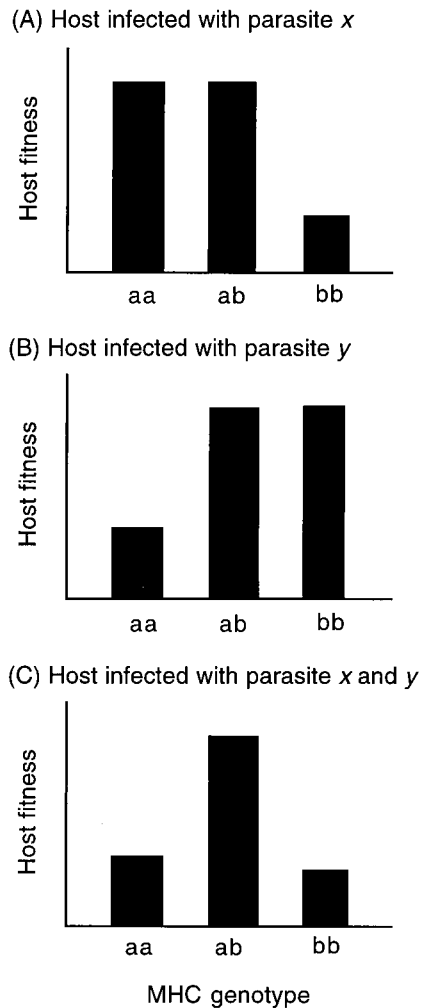 (A) Host infected with parasite x
Host fitness
aa ab bb
(B) Host infected with parasite y
Host fitness
aa ab bb
(C) Host infected with parasite x and y
Host fitness
aa ab bb
MHC genotype